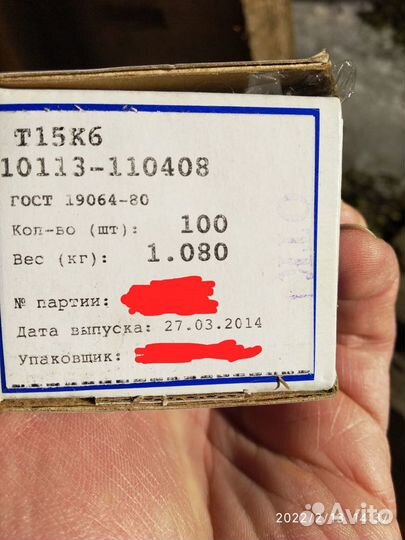 Т15К6
10113-110408
ГОСТ 19064-80
Кол-во (шт): 100
Вес (кг): 1.080
№ партии:
Дата выпуска: 27.03.2014
Упаковщик:
Avito